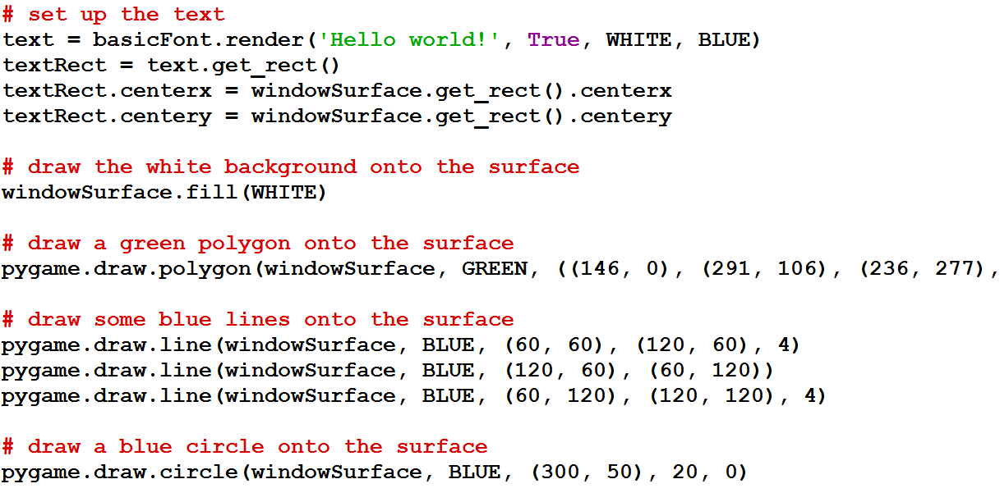 # set up the text
text = basicFont.render('Hello world!', True, WHITE, BLUE)
textRect = text.get_rect()
textRect.centerx = windowSurface.get_rect().centerx
textRect.centery = windowSurface.get_rect().centery

# draw the white background onto the surface
windowSurface.fill(WHITE)

# draw a green polygon onto the surface
pygame.draw.polygon(windowSurface, GREEN, ((146, 0), (291, 106), (236, 277),

# draw some blue lines onto the surface
pygame.draw.line(windowSurface, BLUE, (60, 60), (120, 60), 4)
pygame.draw.line(windowSurface, BLUE, (120, 60), (60, 120))
pygame.draw.line(windowSurface, BLUE, (60, 120), (120, 120), 4)

# draw a blue circle onto the surface
pygame.draw.circle(windowSurface, BLUE, (300, 50), 20, 0)